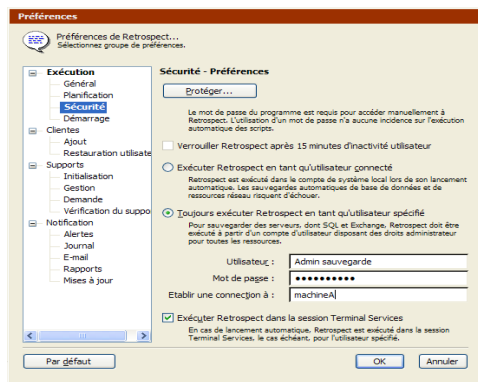 Préférences
Préférences de Retrospect...
Sélectionnez groupe de préférences.
Exécution
Général
Planification
Sécurité
Démarrage
Clientes
Ajout
Restauration utilisate
Supports
Initialisation
Gestion
Demande
Vérification du suppo
Notification
Alertes
Journal
E-mail
Rapports
Mises à jour
Sécurité - Préférences
Protéger...
Le mot de passe du programme est requis pour accéder manuellement à
Retrospect. L'utilisation d'un mot de passe n'a aucune incidence sur l'exécution
automatique des scripts.
Verrouiller Retrospect après 15 minutes d'inactivité utilisateur
Exécuter Retrospect en tant qu'utilisateur connecté
Retrospect est exécuté dans le compte de système local lors de son lancement
automatique. Les sauvegardes automatiques de base de données et de
ressources réseau risquent d'échouer.
Toujours exécuter Retrospect en tant qu'utilisateur spécifié
Pour sauvegarder des serveurs, dont SQL et Exchange, Retrospect doit être
exécuté à partir d'un compte d'utilisateur disposant des droits administrateur
pour toutes les ressources.
Utilisateur : Admin sauvegarde
Mot de passe : ●●●●●●●●●●
Etablir une connection à : machineA
Exécuter Retrospect dans la session Terminal Services
En cas de lancement automatique, Retrospect est exécuté dans la session
Terminal Services, le cas échéant, pour l'utilisateur spécifié.
Par défaut
OK
Annuler